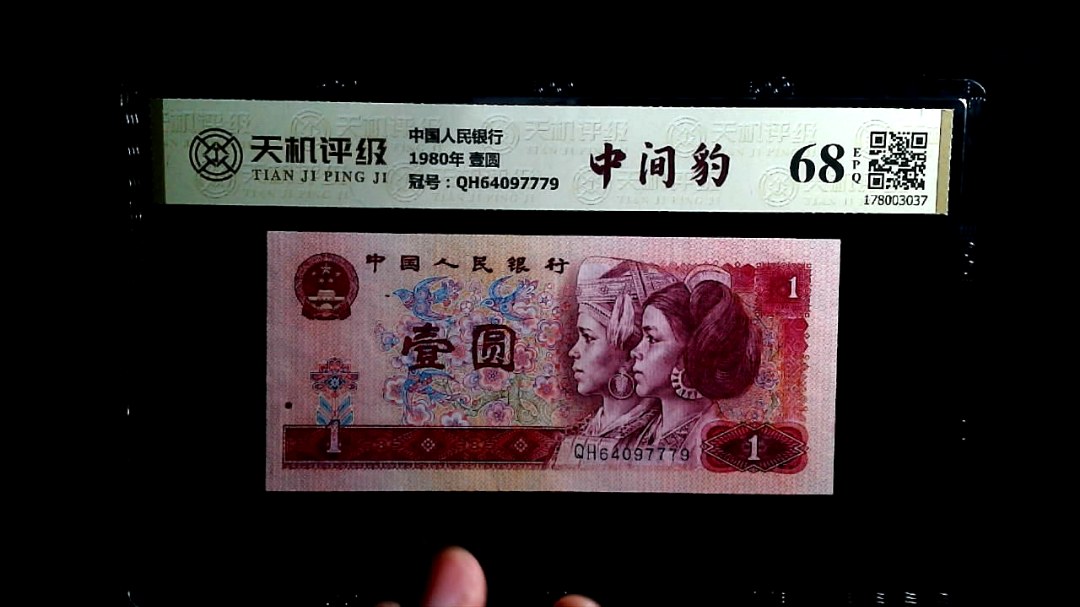 天机评级
TIAN JI PING JI
中国人民银行
1980年 壹圆
冠号：QH64097779
中间豹
68
EPQ
178003037
中国人民银行
壹圆
1
1
QH64097779
1